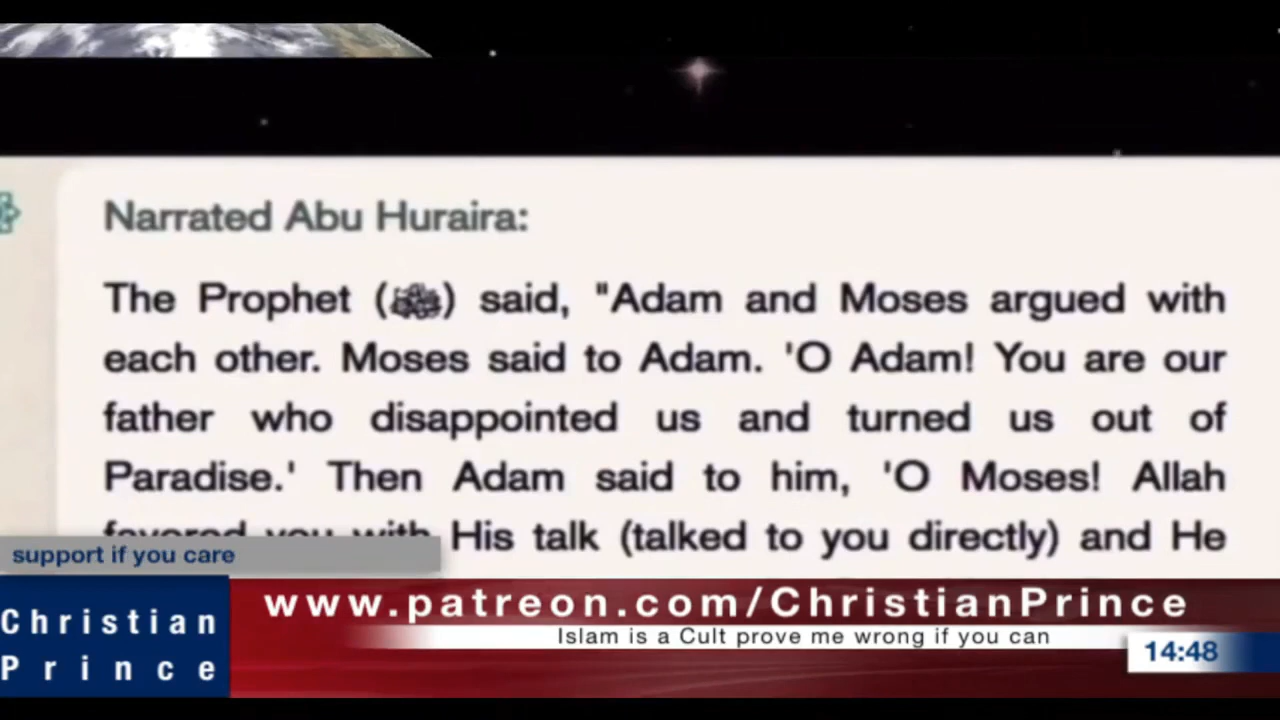 Narrated Abu Huraira:
The Prophet (ﷺ) said, "Adam and Moses argued with
each other. Moses said to Adam. 'O Adam! You are our
father who disappointed us and turned us out of
Paradise.' Then Adam said to him, 'O Moses! Allah
favored you with His talk (talked to you directly) and He
support if you care
Christian
Prince
www.patreon.com/ChristianPrince
Islam is a Cult prove me wrong if you can
14:48